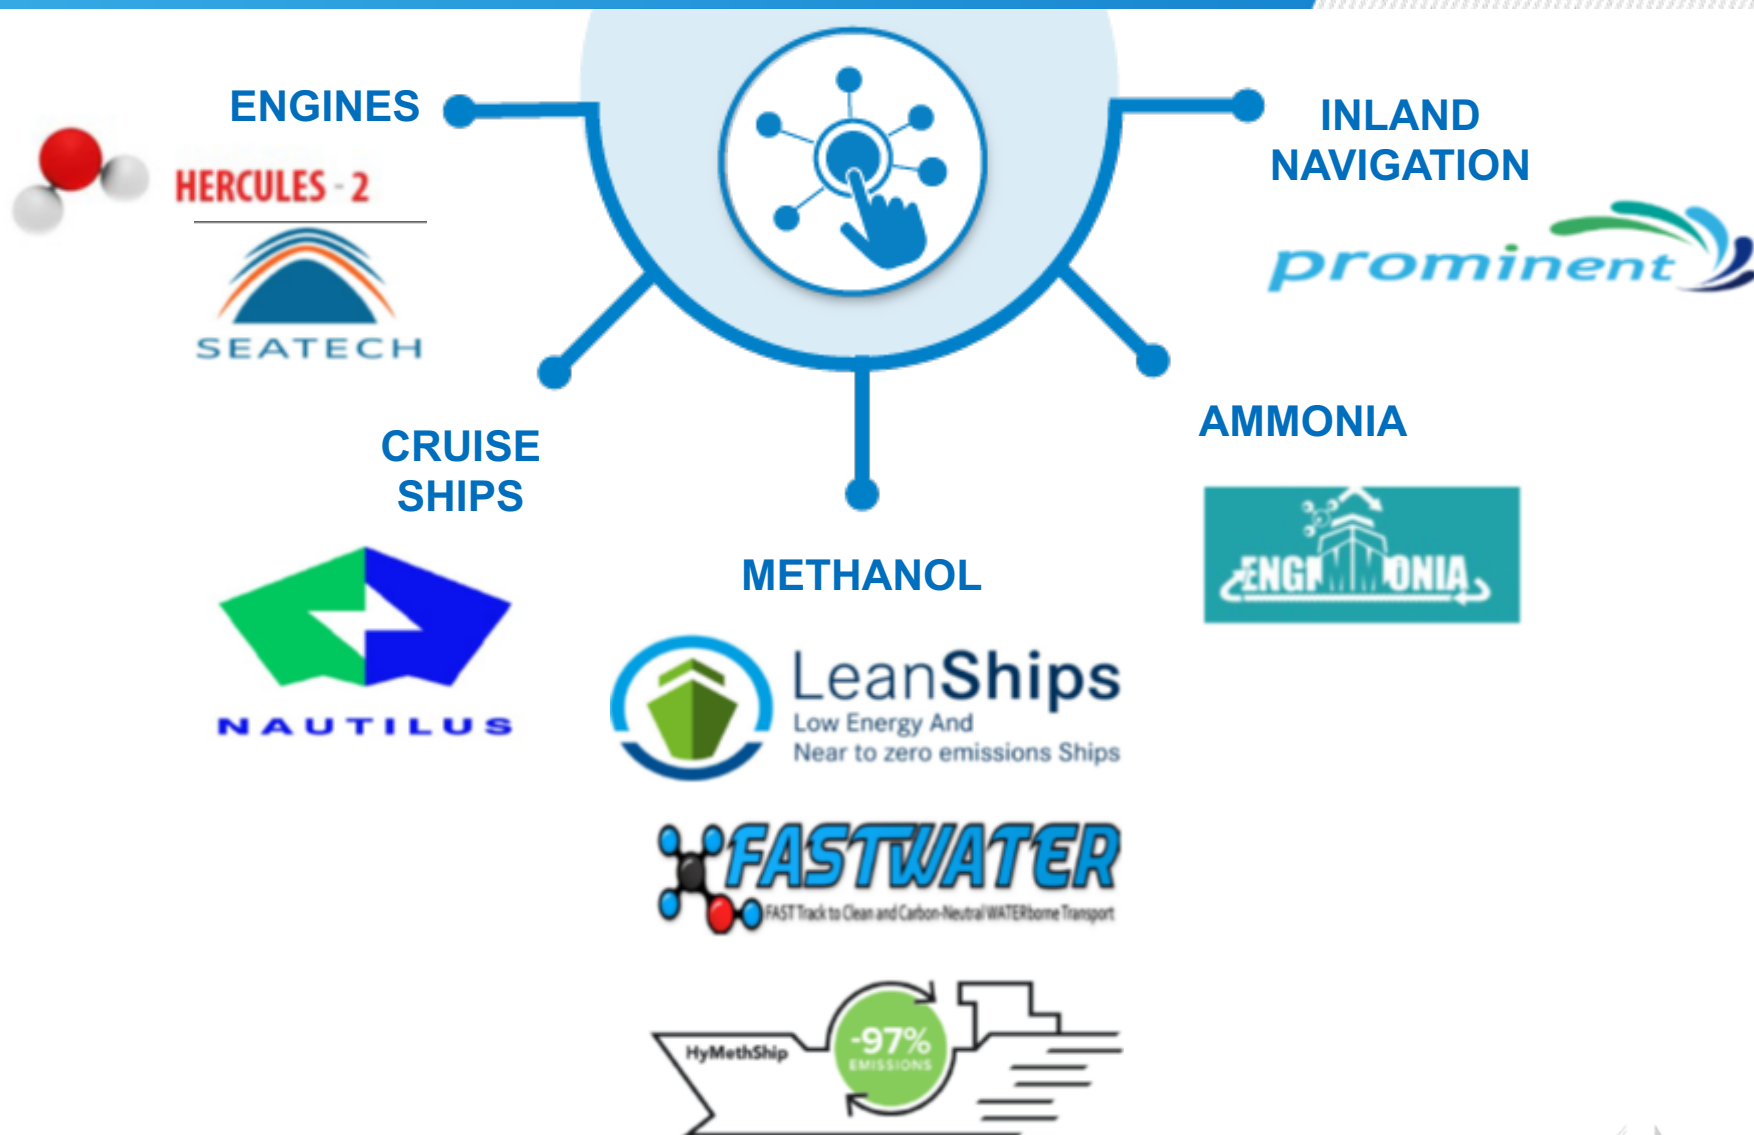 ENGINES
HERCULES - 2
SEATECH
CRUISE
SHIPS
NAUTILUS
METHANOL
LeanShips
Low Energy And
Near to zero emissions Ships
FASTWATER
FAST Track to Clean and Carbon-Neutral WATERborne Transport
HyMethShip
-97%
EMISSIONS
INLAND
NAVIGATION
prominent
AMMONIA
ENGIMMONIA